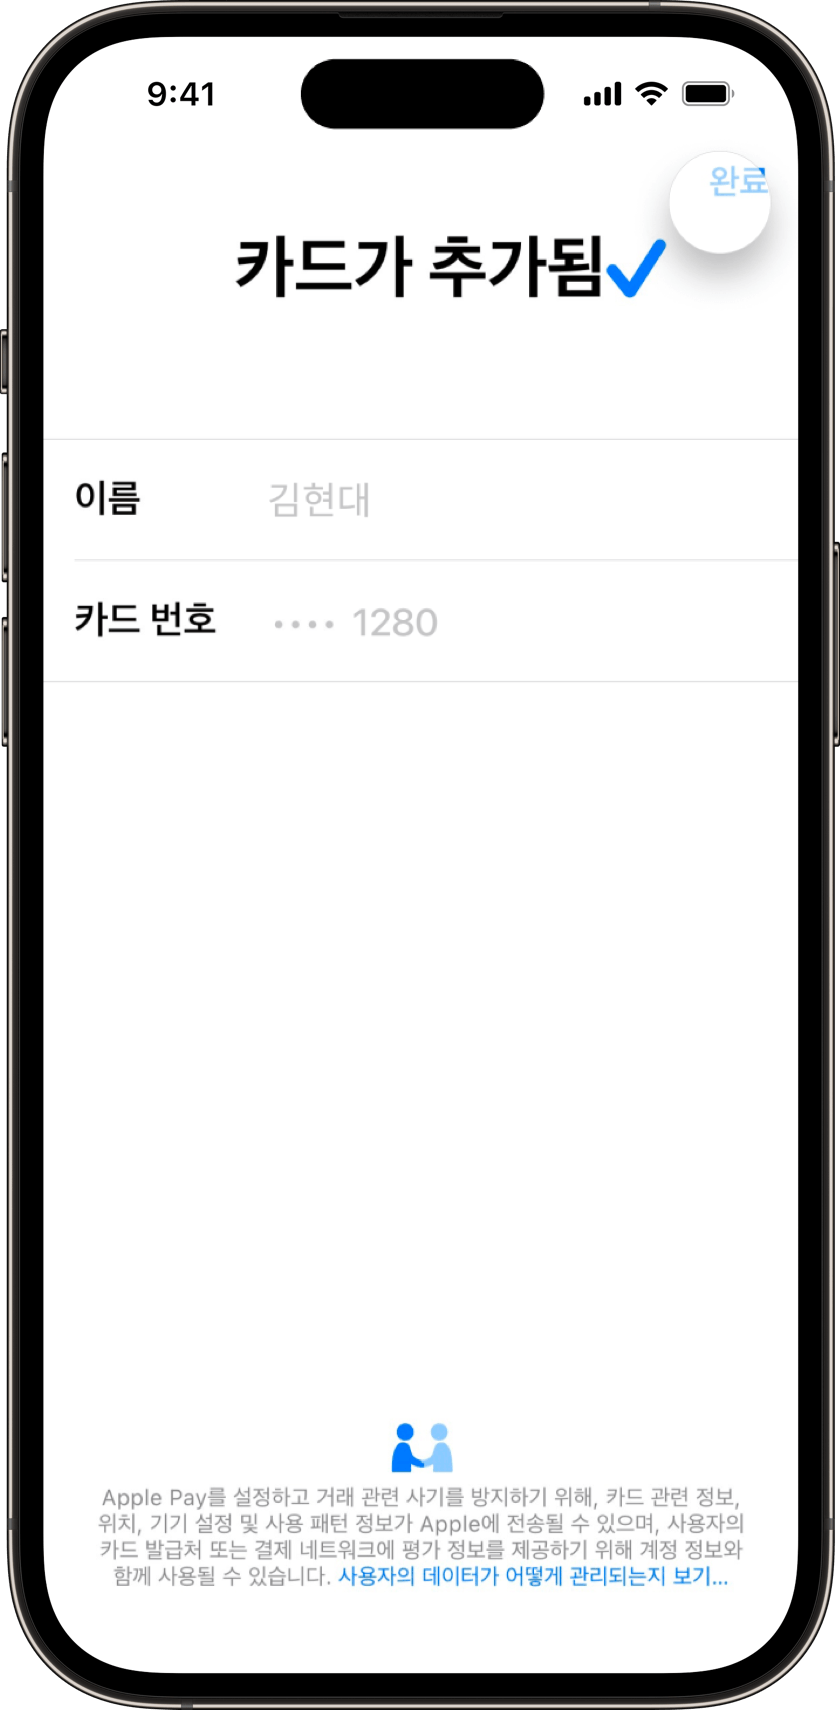 9:41
완료
카드가 추가됨
이름 김현대
카드 번호 •••• 1280
Apple Pay를 설정하고 거래 관련 사기를 방지하기 위해, 카드 관련 정보,
위치, 기기 설정 및 사용 패턴 정보가 Apple에 전송될 수 있으며, 사용자의
카드 발급처 또는 결제 네트워크에 평가 정보를 제공하기 위해 계정 정보와
함께 사용될 수 있습니다. 사용자의 데이터가 어떻게 관리되는지 보기...